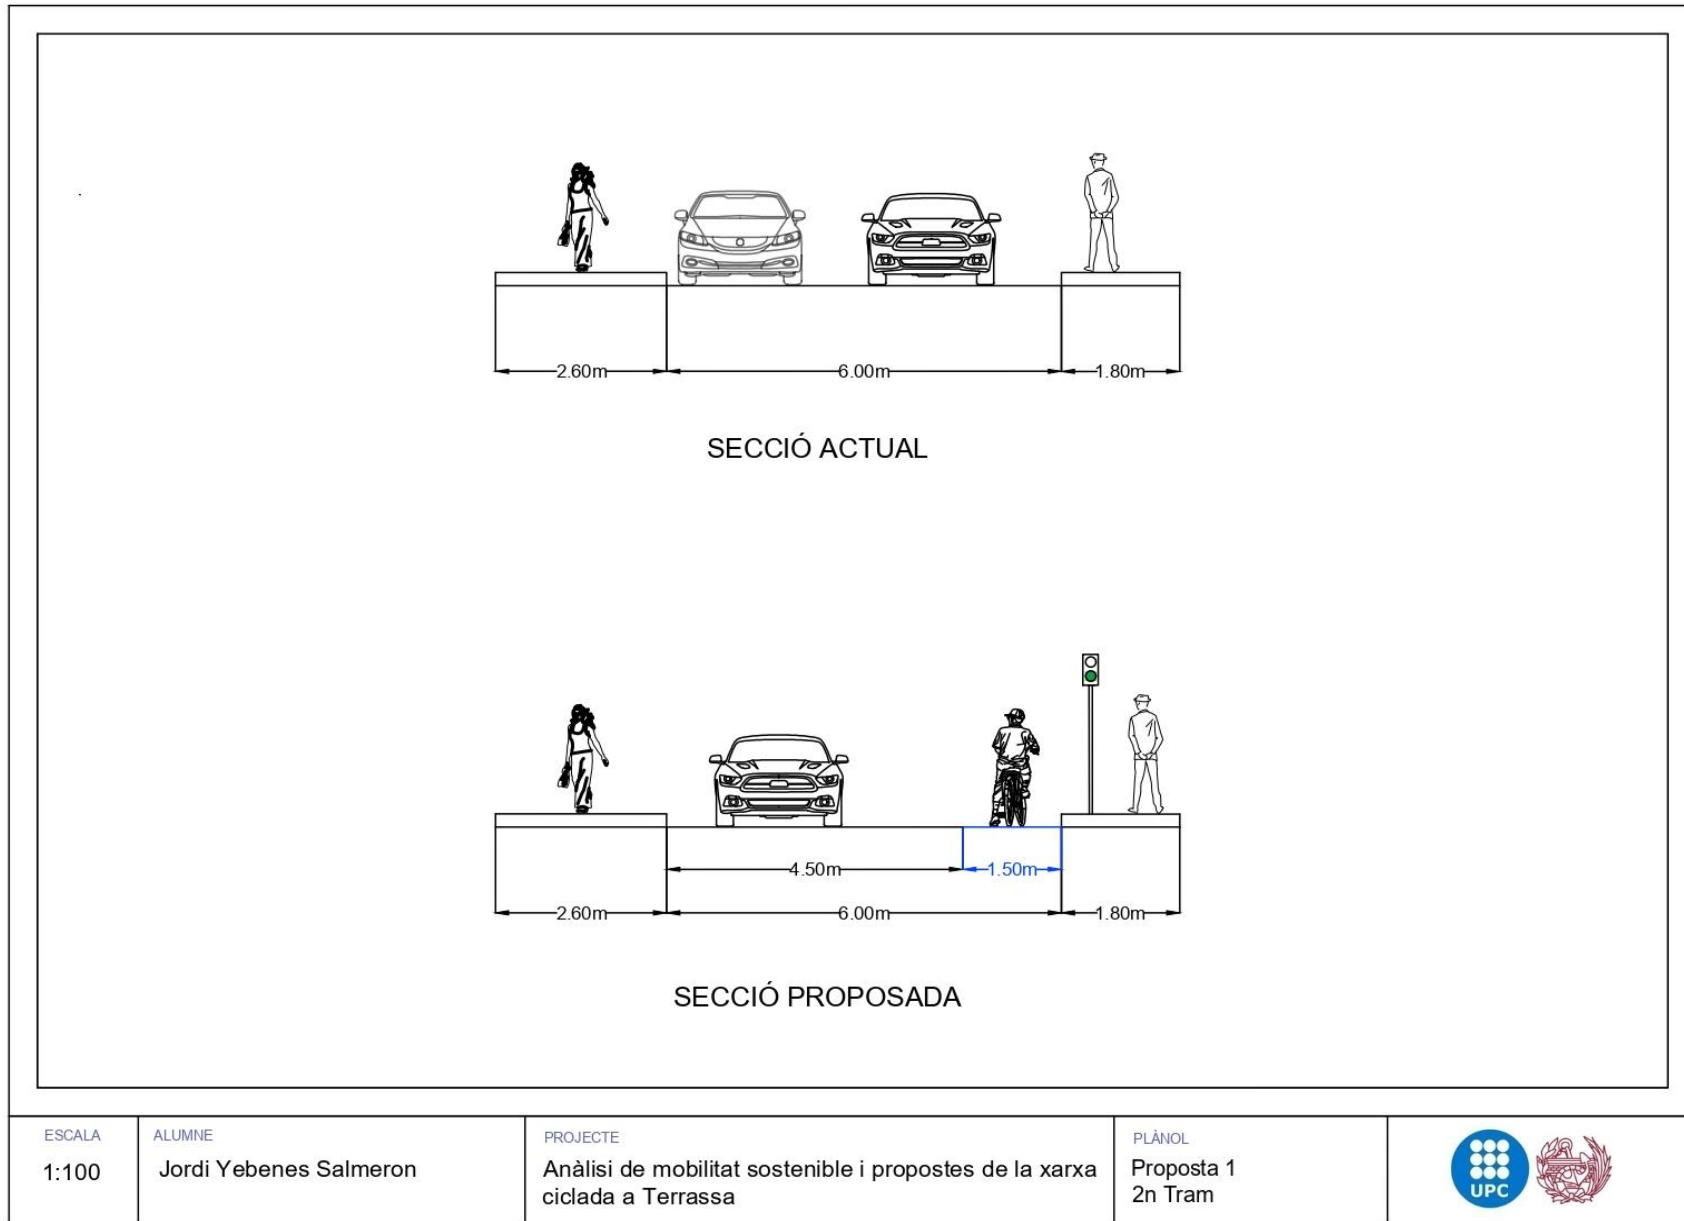 2.60m 6.00m 1.80m
SECCIÓ ACTUAL
4.50m 1.50m
2.60m 6.00m 1.80m
SECCIÓ PROPOSADA
ESCALA
1:100
ALUMNE
Jordi Yebenes Salmeron
PROJECTE
Anàlisi de mobilitat sostenible i propostes de la xarxa
ciclada a Terrassa
PLÀNOL
Proposta 1
2n Tram
UPC